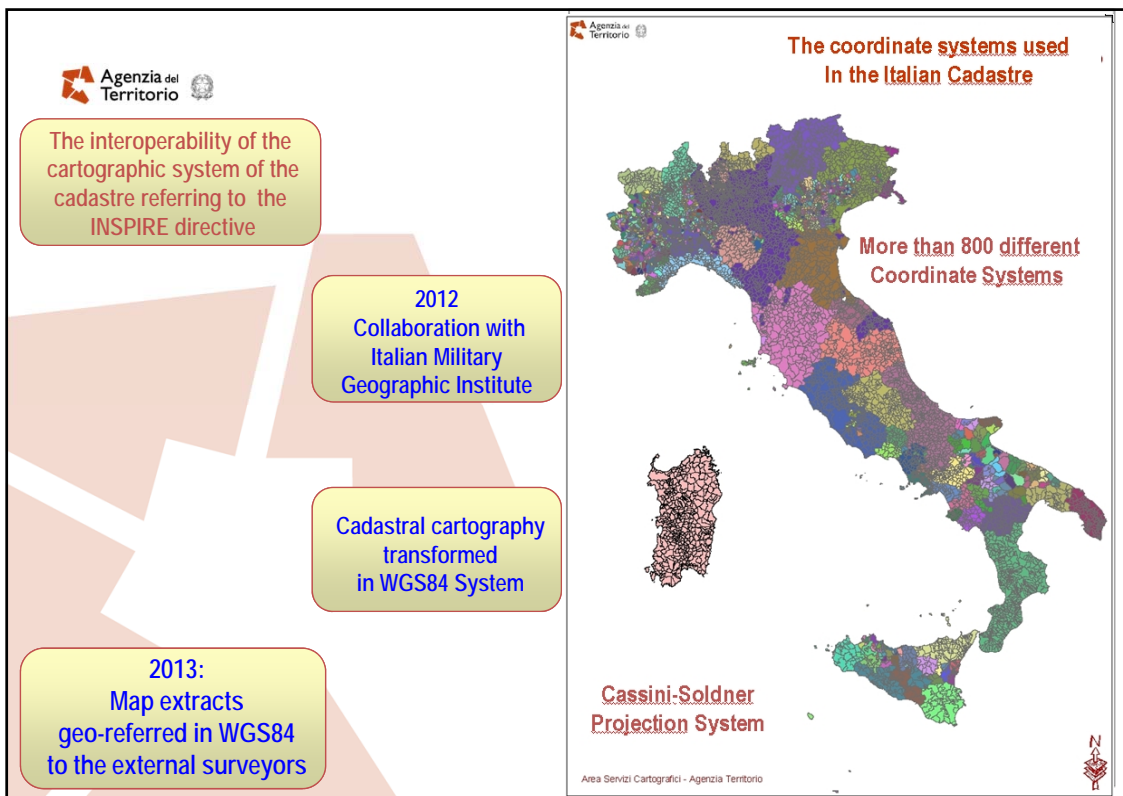 Agenzia del
Territorio
The interoperability of the
cartographic system of the
cadastre referring to the
INSPIRE directive
2012
Collaboration with
Italian Military
Geographic Institute
Cadastral cartography
transformed
in WGS84 System
2013:
Map extracts
geo-referred in WGS84
to the external surveyors
Agenzia del
Territorio
The coordinate systems used
In the Italian Cadastre
More than 800 different
Coordinate Systems
Cassini-Soldner
Projection System
N
Area Servizi Cartografici - Agenzia Territorio